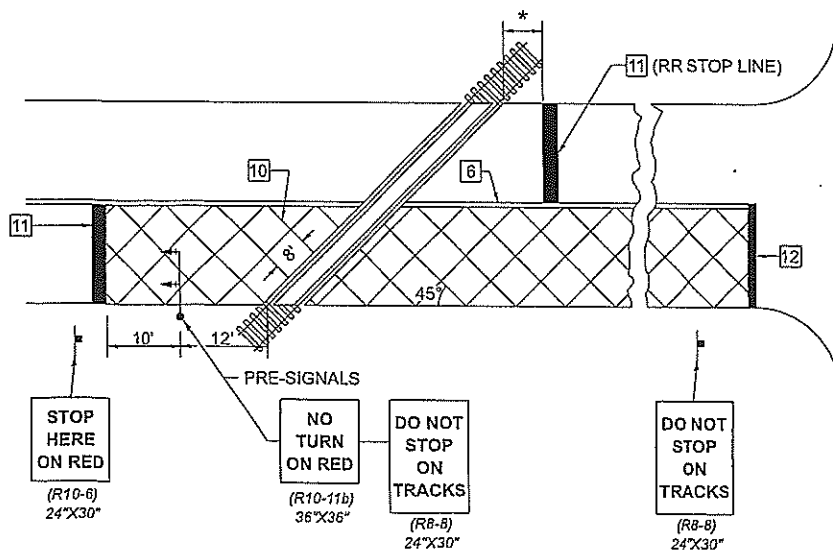 *
11 (RR STOP LINE)
10
6
11
8'
12
45°
10'
12'
PRE-SIGNALS
STOP
HERE
ON RED
(R10-6)
24"X30"
NO
TURN
ON RED
(R10-11b)
36"X36"
DO NOT
STOP
ON
TRACKS
(R8-8)
24"X30"
DO NOT
STOP
ON
TRACKS
(R8-8)
24"X30"